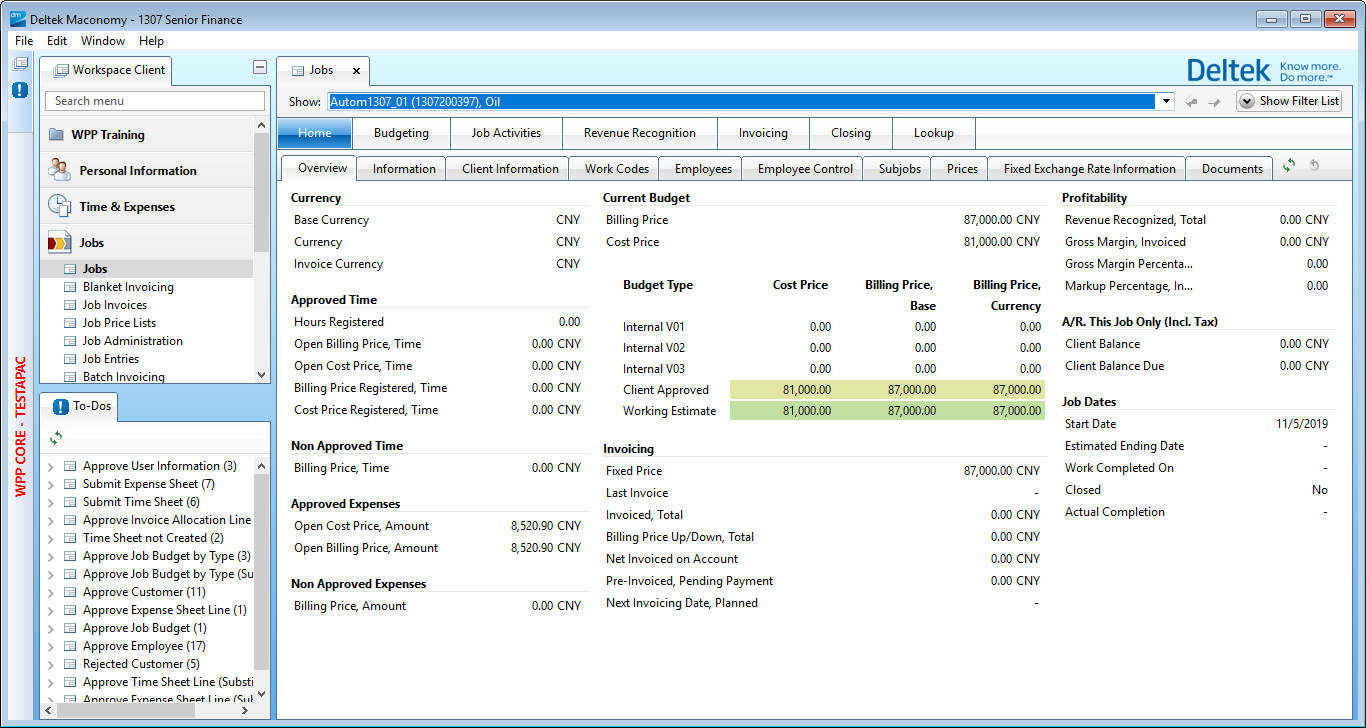 Deltek Maconomy - 1307 Senior Finance
File Edit Window Help
Workspace Client
Search menu
WPP Training
Personal Information
Time & Expenses
Jobs
Jobs
Blanket Invoicing
Job Invoices
Job Price Lists
Job Administration
Job Entries
Batch Invoicing
WPP CORE - TESTAPAC
To-Dos
Approve User Information (3)
Submit Expense Sheet (7)
Submit Time Sheet (6)
Approve Invoice Allocation Line
Time Sheet not Created (2)
Approve Job Budget by Type (3)
Approve Job Budget by Type (Su
Approve Customer (11)
Approve Expense Sheet Line (1)
Approve Job Budget (1)
Approve Employee (17)
Rejected Customer (5)
Approve Time Sheet Line (Substi
Approve Expense Sheet Line (Sul
Jobs
Deltek Know more.
Do more.™
Show: Autom1307_01 (1307200397), Oil Show Filter List
Home Budgeting Job Activities Revenue Recognition Invoicing Closing Lookup
Overview Information Client Information Work Codes Employees Employee Control Subjobs Prices Fixed Exchange Rate Information Documents
Currency
Base Currency CNY
Currency CNY
Invoice Currency CNY
Approved Time
Hours Registered 0.00
Open Billing Price, Time 0.00 CNY
Open Cost Price, Time 0.00 CNY
Billing Price Registered, Time 0.00 CNY
Cost Price Registered, Time 0.00 CNY
Non Approved Time
Billing Price, Time 0.00 CNY
Approved Expenses
Open Cost Price, Amount 8,520.90 CNY
Open Billing Price, Amount 8,520.90 CNY
Non Approved Expenses
Billing Price, Amount 0.00 CNY
Current Budget
Billing Price 87,000.00 CNY
Cost Price 81,000.00 CNY
Budget Type Cost Price Billing Price, Billing Price,
Base Currency
Internal V01 0.00 0.00 0.00
Internal V02 0.00 0.00 0.00
Internal V03 0.00 0.00 0.00
Client Approved 81,000.00 87,000.00 87,000.00
Working Estimate 81,000.00 87,000.00 87,000.00
Invoicing
Fixed Price 87,000.00 CNY
Last Invoice -
Invoiced, Total 0.00 CNY
Billing Price Up/Down, Total 0.00 CNY
Net Invoiced on Account 0.00 CNY
Pre-Invoiced, Pending Payment 0.00 CNY
Next Invoicing Date, Planned -
Profitability
Revenue Recognized, Total 0.00 CNY
Gross Margin, Invoiced 0.00 CNY
Gross Margin Percenta... 0.00
Markup Percentage, In... 0.00
A/R. This Job Only (Incl. Tax)
Client Balance 0.00 CNY
Client Balance Due 0.00 CNY
Job Dates
Start Date 11/5/2019
Estimated Ending Date -
Work Completed On -
Closed No
Actual Completion -